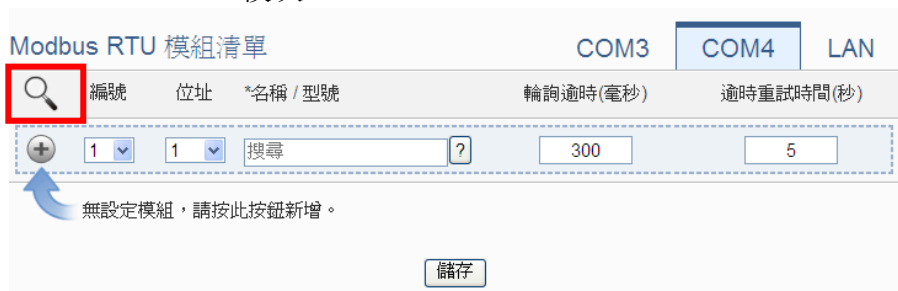 Modbus RTU 模組清單 COM3 COM4 LAN
編號 位址 *名稱 / 型號 輪詢逾時(毫秒) 逾時重試時間(秒)
1 1 搜尋 ? 300 5
無設定模組，請按此按鈕新增。
儲存